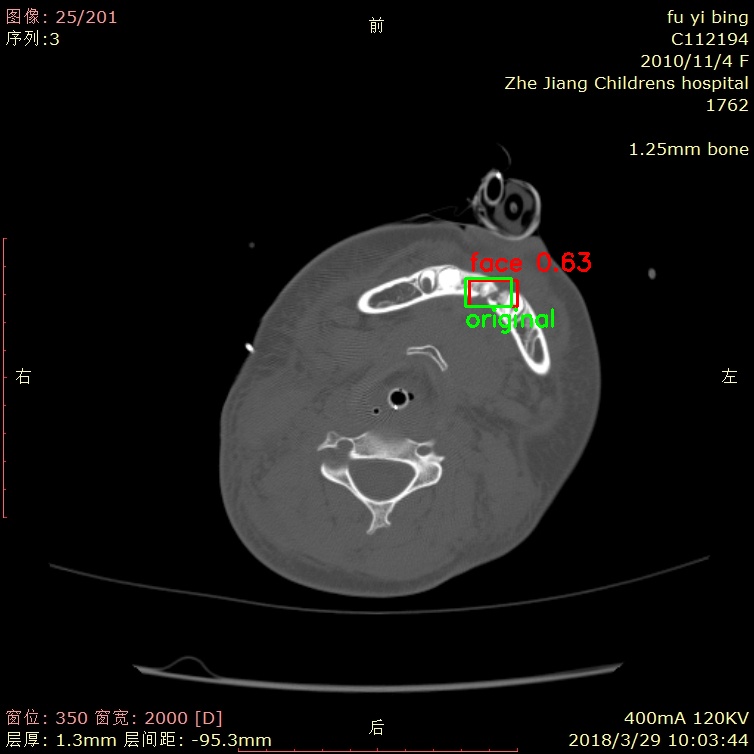 图像: 25/201
序列:3
前
fu yi bing
C112194
2010/11/4 F
Zhe Jiang Childrens hospital
1762
1.25mm bone
face 0.63
original
右
左
窗位: 350 窗宽: 2000 [D]
层厚: 1.3mm 层间距: -95.3mm
后
400mA 120KV
2018/3/29 10:03:44